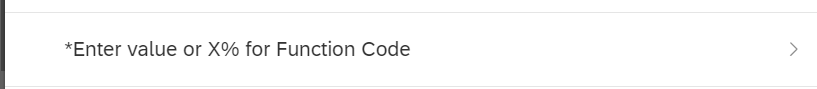 *Enter value or X% for Function Code